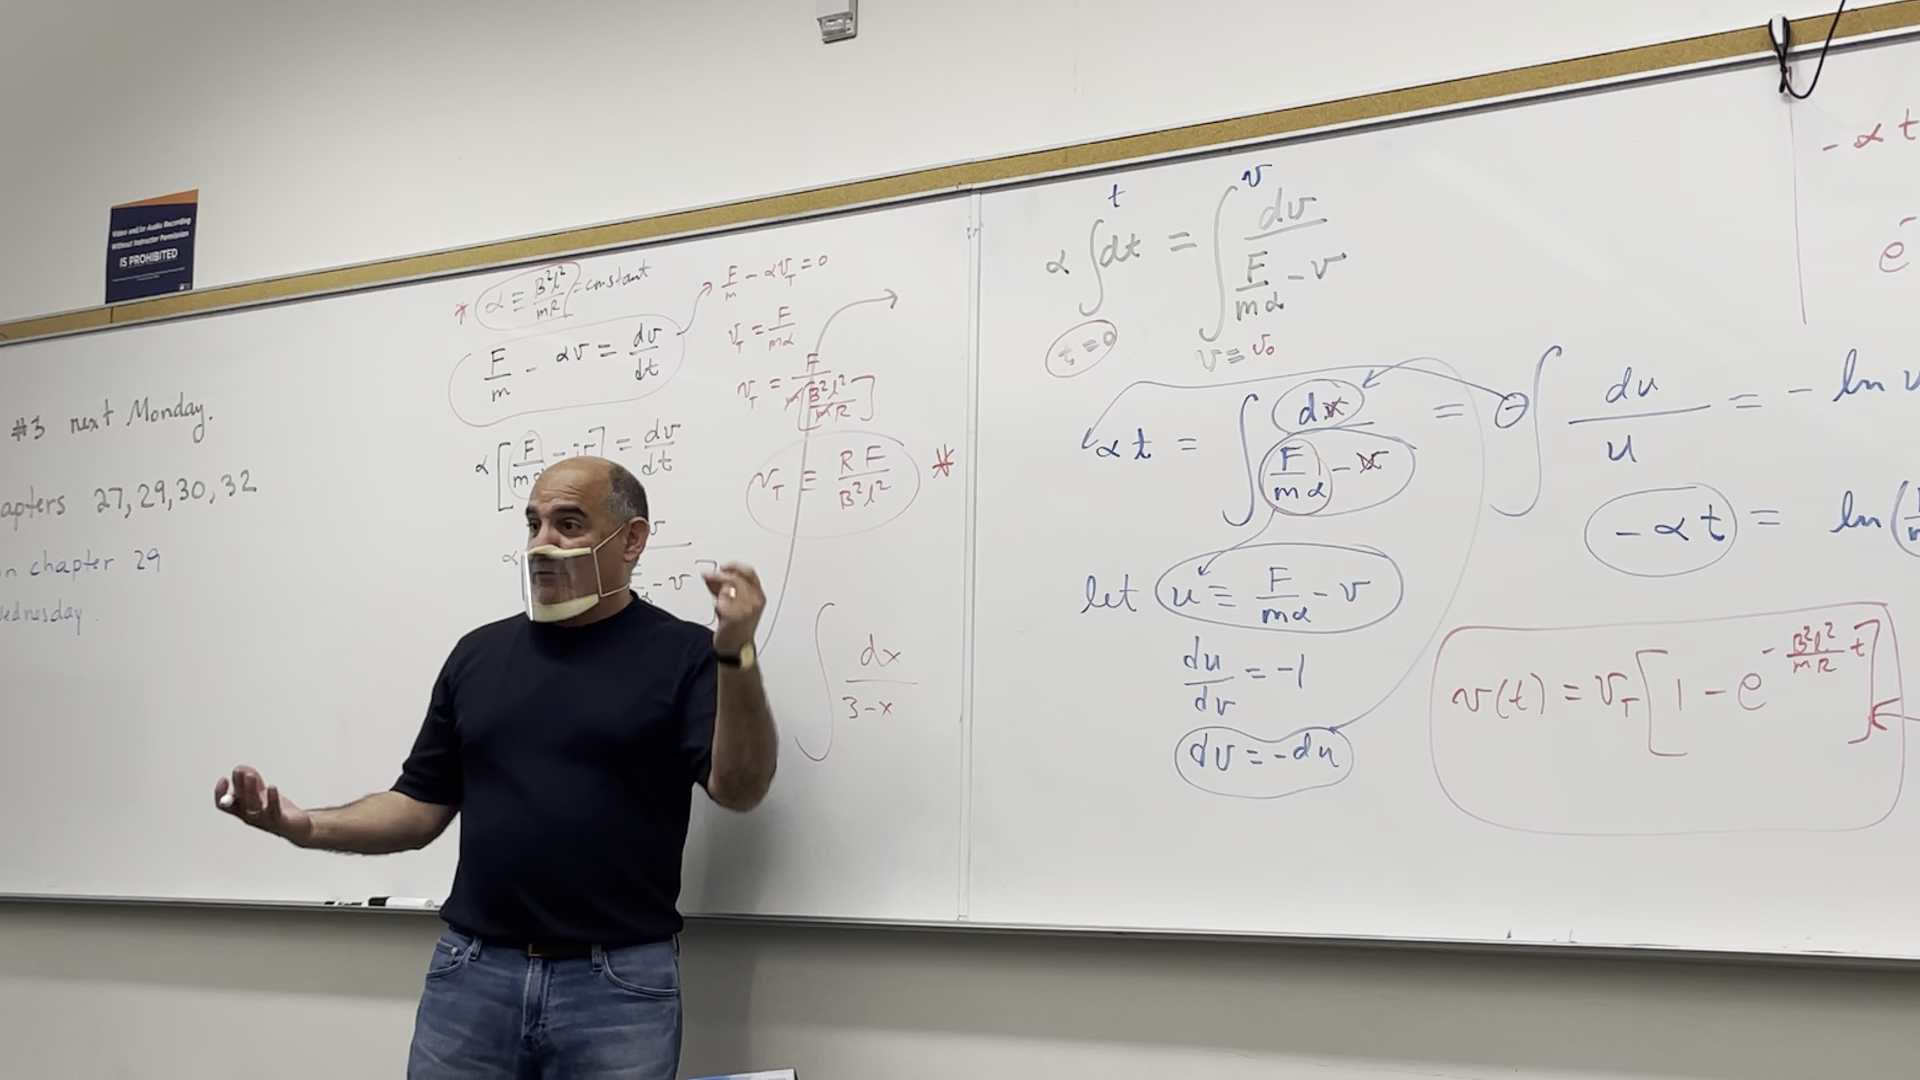 Video and/or Audio Recording
Without Instructor Permission
IS PROHIBITED
#3 next Monday.
apters 27, 29, 30, 32
n chapter 29
Wednesday.
* α ≡ B²l²/mR = constant
F/m - αv = dv/dt
α[F/mα - v] = dv/dt
- v]
F/m - αv_T = 0
v_T = F/mα
v_T = F/m[B²l²/mR]
v_T = RF/B²l² *
∫ dx/3-x
α ∫_{t=0}^{t} dt = ∫_{v≡v₀}^{v} dv/(F/mα - v)
αt = ∫ dv/(F/mα - v) = -∫ du/u = - ln u
let u ≡ F/mα - v
-αt = ln(
du/dv = -1
dv = -du
v(t) = v_T [1 - e^{-B²l²/mR t}]
-αt
e^-